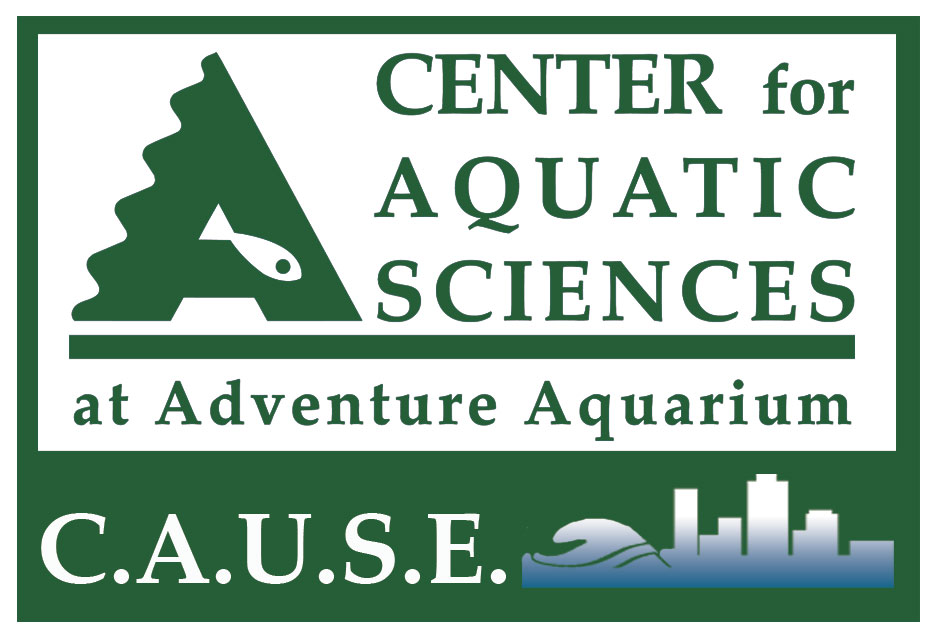 CENTER for
AQUATIC
SCIENCES
at Adventure Aquarium
C.A.U.S.E.